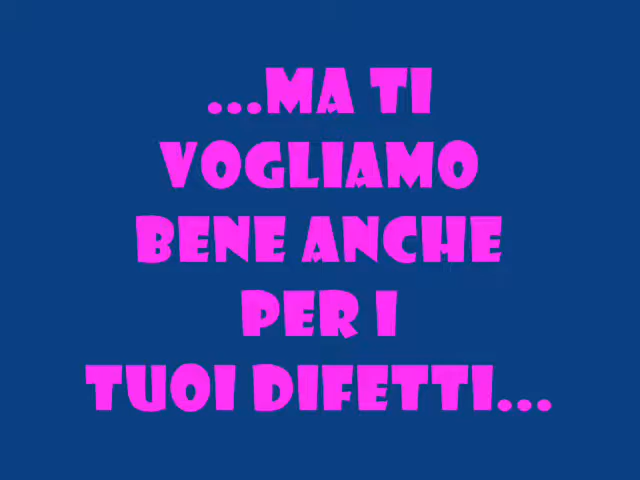 ...MA TI
VOGLIAMO
BENE ANCHE
PER I
TUOI DIFETTI...